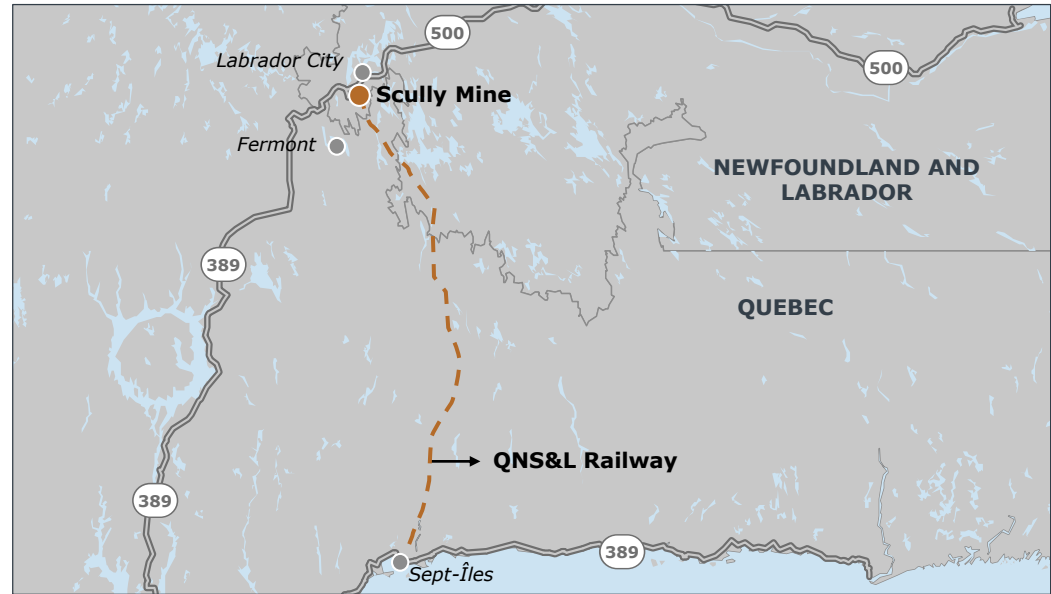 500
Labrador City
500
Scully Mine
Fermont
NEWFOUNDLAND AND
LABRADOR
389
QUEBEC
QNS&L Railway
389
389
Sept-Îles